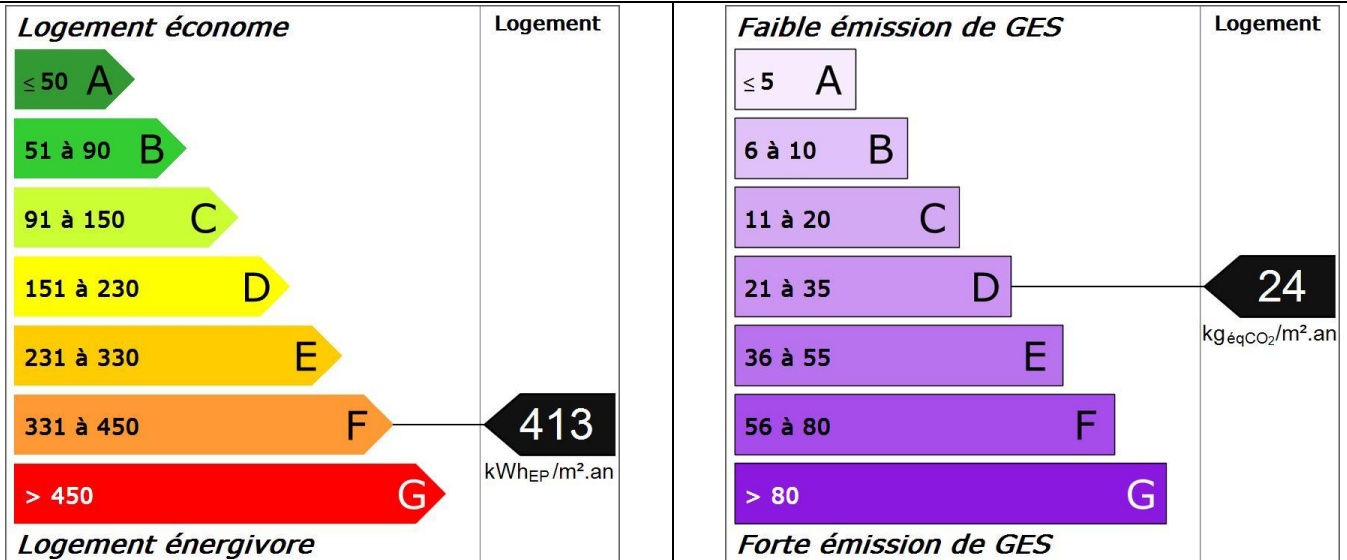 Logement économe
Logement
≤ 50 A
51 à 90 B
91 à 150 C
151 à 230 D
231 à 330 E
331 à 450 F
413
kWhEP/m².an
> 450 G
Logement énergivore
Faible émission de GES
Logement
≤ 5 A
6 à 10 B
11 à 20 C
21 à 35 D
24
kgéqCO₂/m².an
36 à 55 E
56 à 80 F
> 80 G
Forte émission de GES